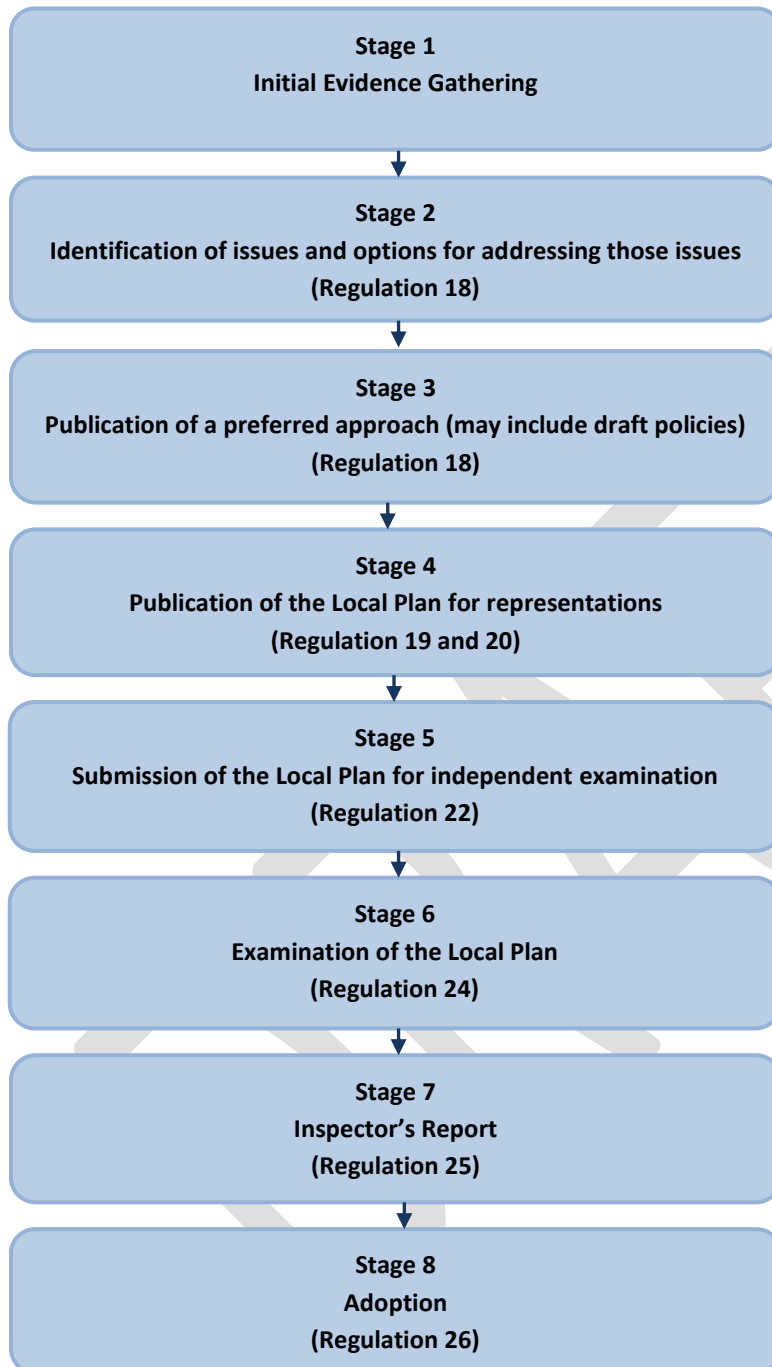 Stage 1
Initial Evidence Gathering
Stage 2
Identification of issues and options for addressing those issues
(Regulation 18)
Stage 3
Publication of a preferred approach (may include draft policies)
(Regulation 18)
Stage 4
Publication of the Local Plan for representations
(Regulation 19 and 20)
Stage 5
Submission of the Local Plan for independent examination
(Regulation 22)
Stage 6
Examination of the Local Plan
(Regulation 24)
Stage 7
Inspector’s Report
(Regulation 25)
Stage 8
Adoption
(Regulation 26)